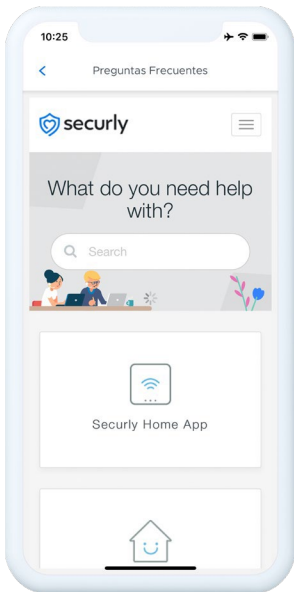 10:25
Preguntas Frecuentes
securly
What do you need help
with?
Search
Securly Home App